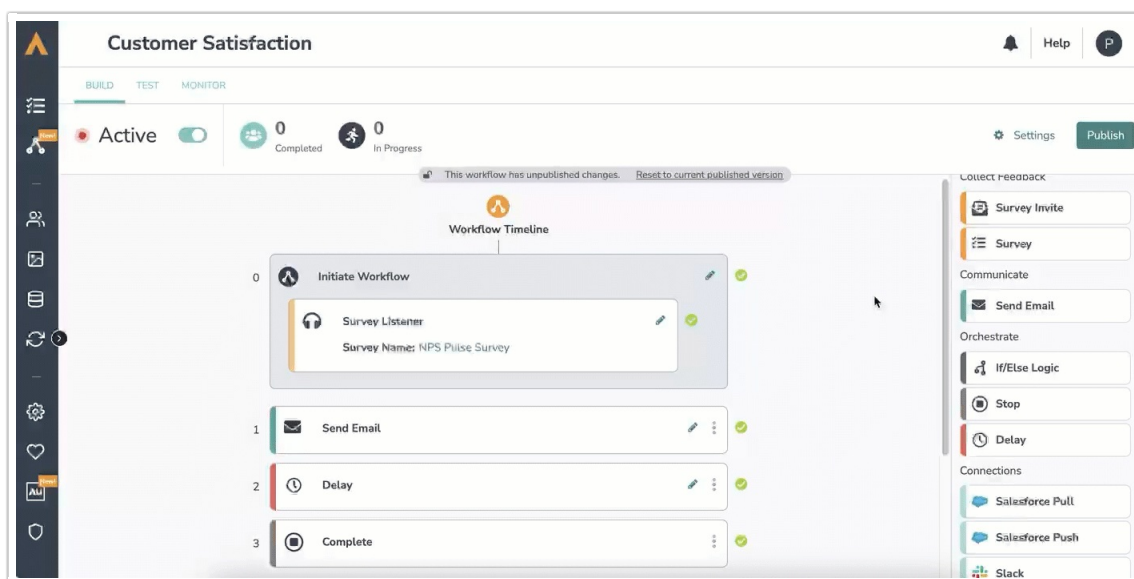 Customer Satisfaction
Help
P
BUILD TEST MONITOR
Active
0
Completed
0
In Progress
Settings
Publish
New!
This workflow has unpublished changes. Reset to current published version
Workflow Timeline
0 Initiate Workflow
Survey Listener
Survey Name: NPS Pulse Survey
1 Send Email
2 Delay
3 Complete
Collect Feedback
Survey Invite
Survey
Communicate
Send Email
Orchestrate
If/Else Logic
Stop
Delay
Connections
Salesforce Pull
Salesforce Push
Slack
New!
AU